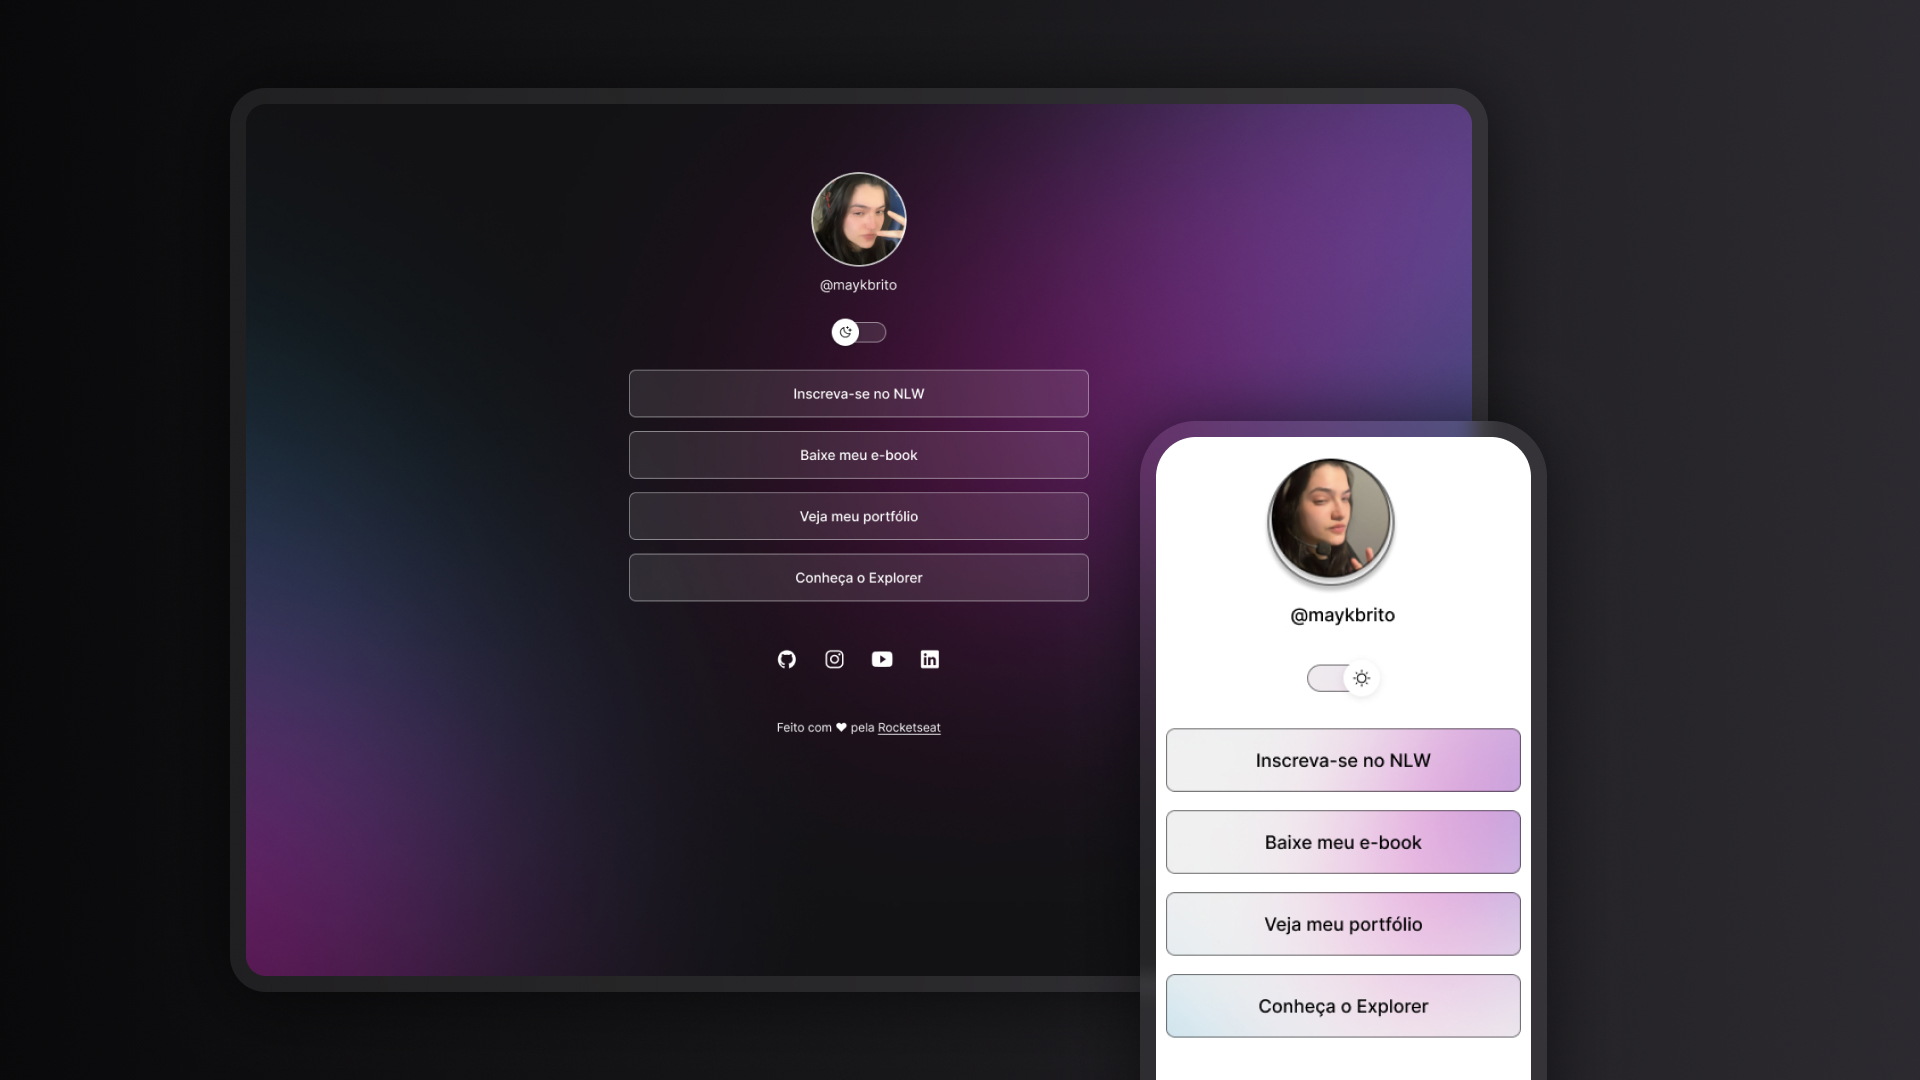 @maykbrito
Inscreva-se no NLW
Baixe meu e-book
Veja meu portfólio
Conheça o Explorer
Feito com ♥ pela Rocketseat
@maykbrito
Inscreva-se no NLW
Baixe meu e-book
Veja meu portfólio
Conheça o Explorer